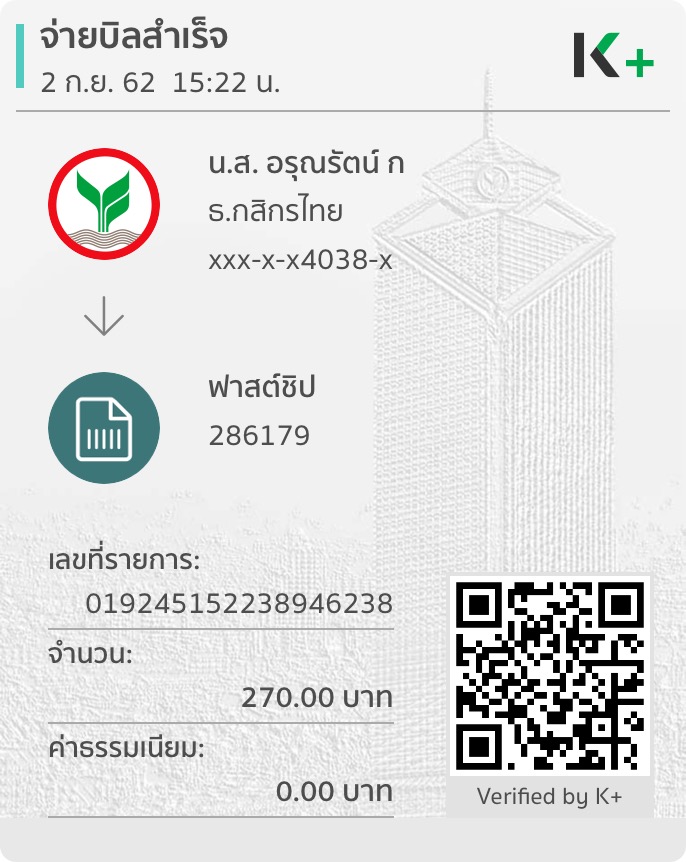 จ่ายบิลสำเร็จ
2 ก.ย. 62 15:22 น.
K+
น.ส. อรุณรัตน์ ก
ธ.กสิกรไทย
xxx-x-x4038-x
ฟาสต์ชิป
286179
เลขที่รายการ:
019245152238946238
จำนวน:
270.00 บาท
ค่าธรรมเนียม:
0.00 บาท
Verified by K+